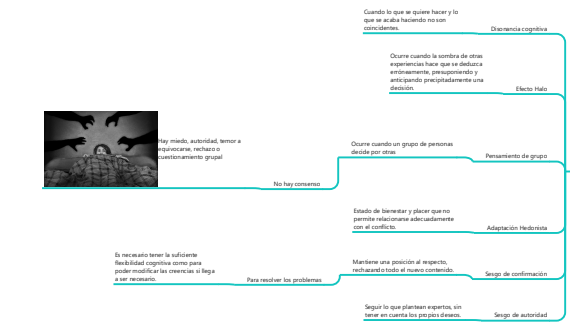 Cuando lo que se quiere hacer y lo
que se acaba haciendo no son
coincidentes.
Disonancia cognitiva
Ocurre cuando la sombra de otras
experiencias hace que se deduzca
erróneamente, presuponiendo y
anticipando precipitadamente una
decisión.
Efecto Halo
Hay miedo, autoridad, temor a
equivocarse, rechazo o
cuestionamiento grupal
No hay consenso
Ocurre cuando un grupo de personas
decide por otras
Pensamiento de grupo
Estado de bienestar y placer que no
permite relacionarse adecuadamente
con el conflicto.
Adaptación Hedonista
Es necesario tener la suficiente
flexibilidad cognitiva como para
poder modificar las creencias si llega
a ser necesario.
Para resolver los problemas
Mantiene una posición al respecto,
rechazando todo el nuevo contenido.
Sesgo de confirmación
Seguir lo que plantean expertos, sin
tener en cuenta los propios deseos.
Sesgo de autoridad